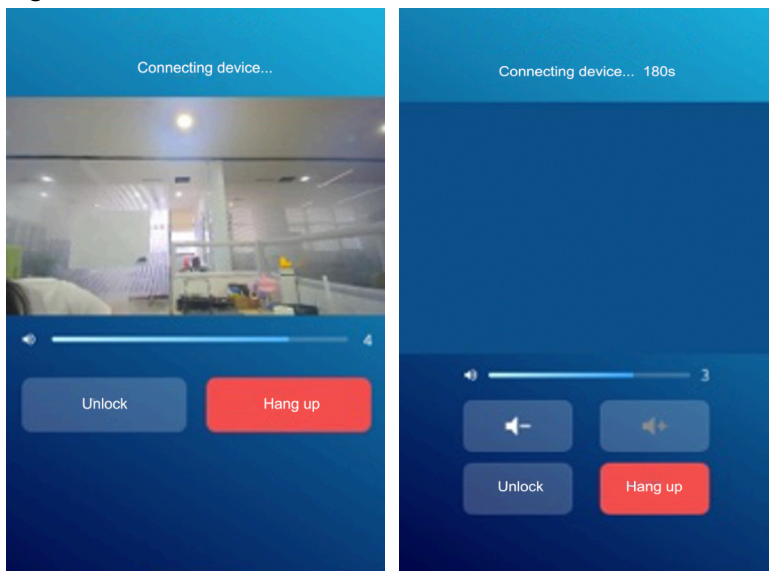 Connecting device...
4
Unlock
Hang up
Connecting device... 180s
3
Unlock
Hang up